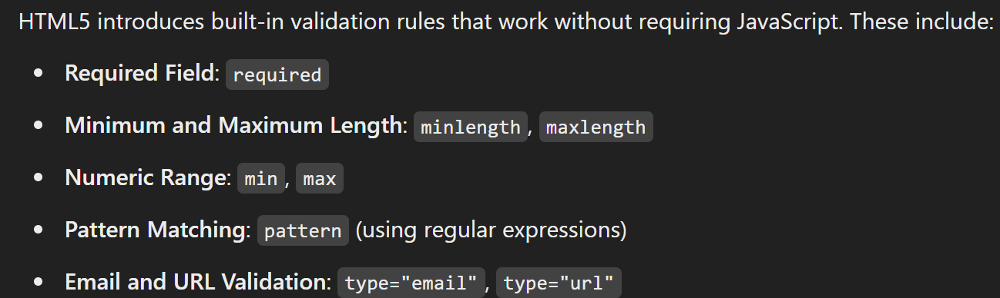 HTML5 introduces built-in validation rules that work without requiring JavaScript. These include:
• Required Field: required
• Minimum and Maximum Length: minlength, maxlength
• Numeric Range: min, max
• Pattern Matching: pattern (using regular expressions)
• Email and URL Validation: type="email", type="url"